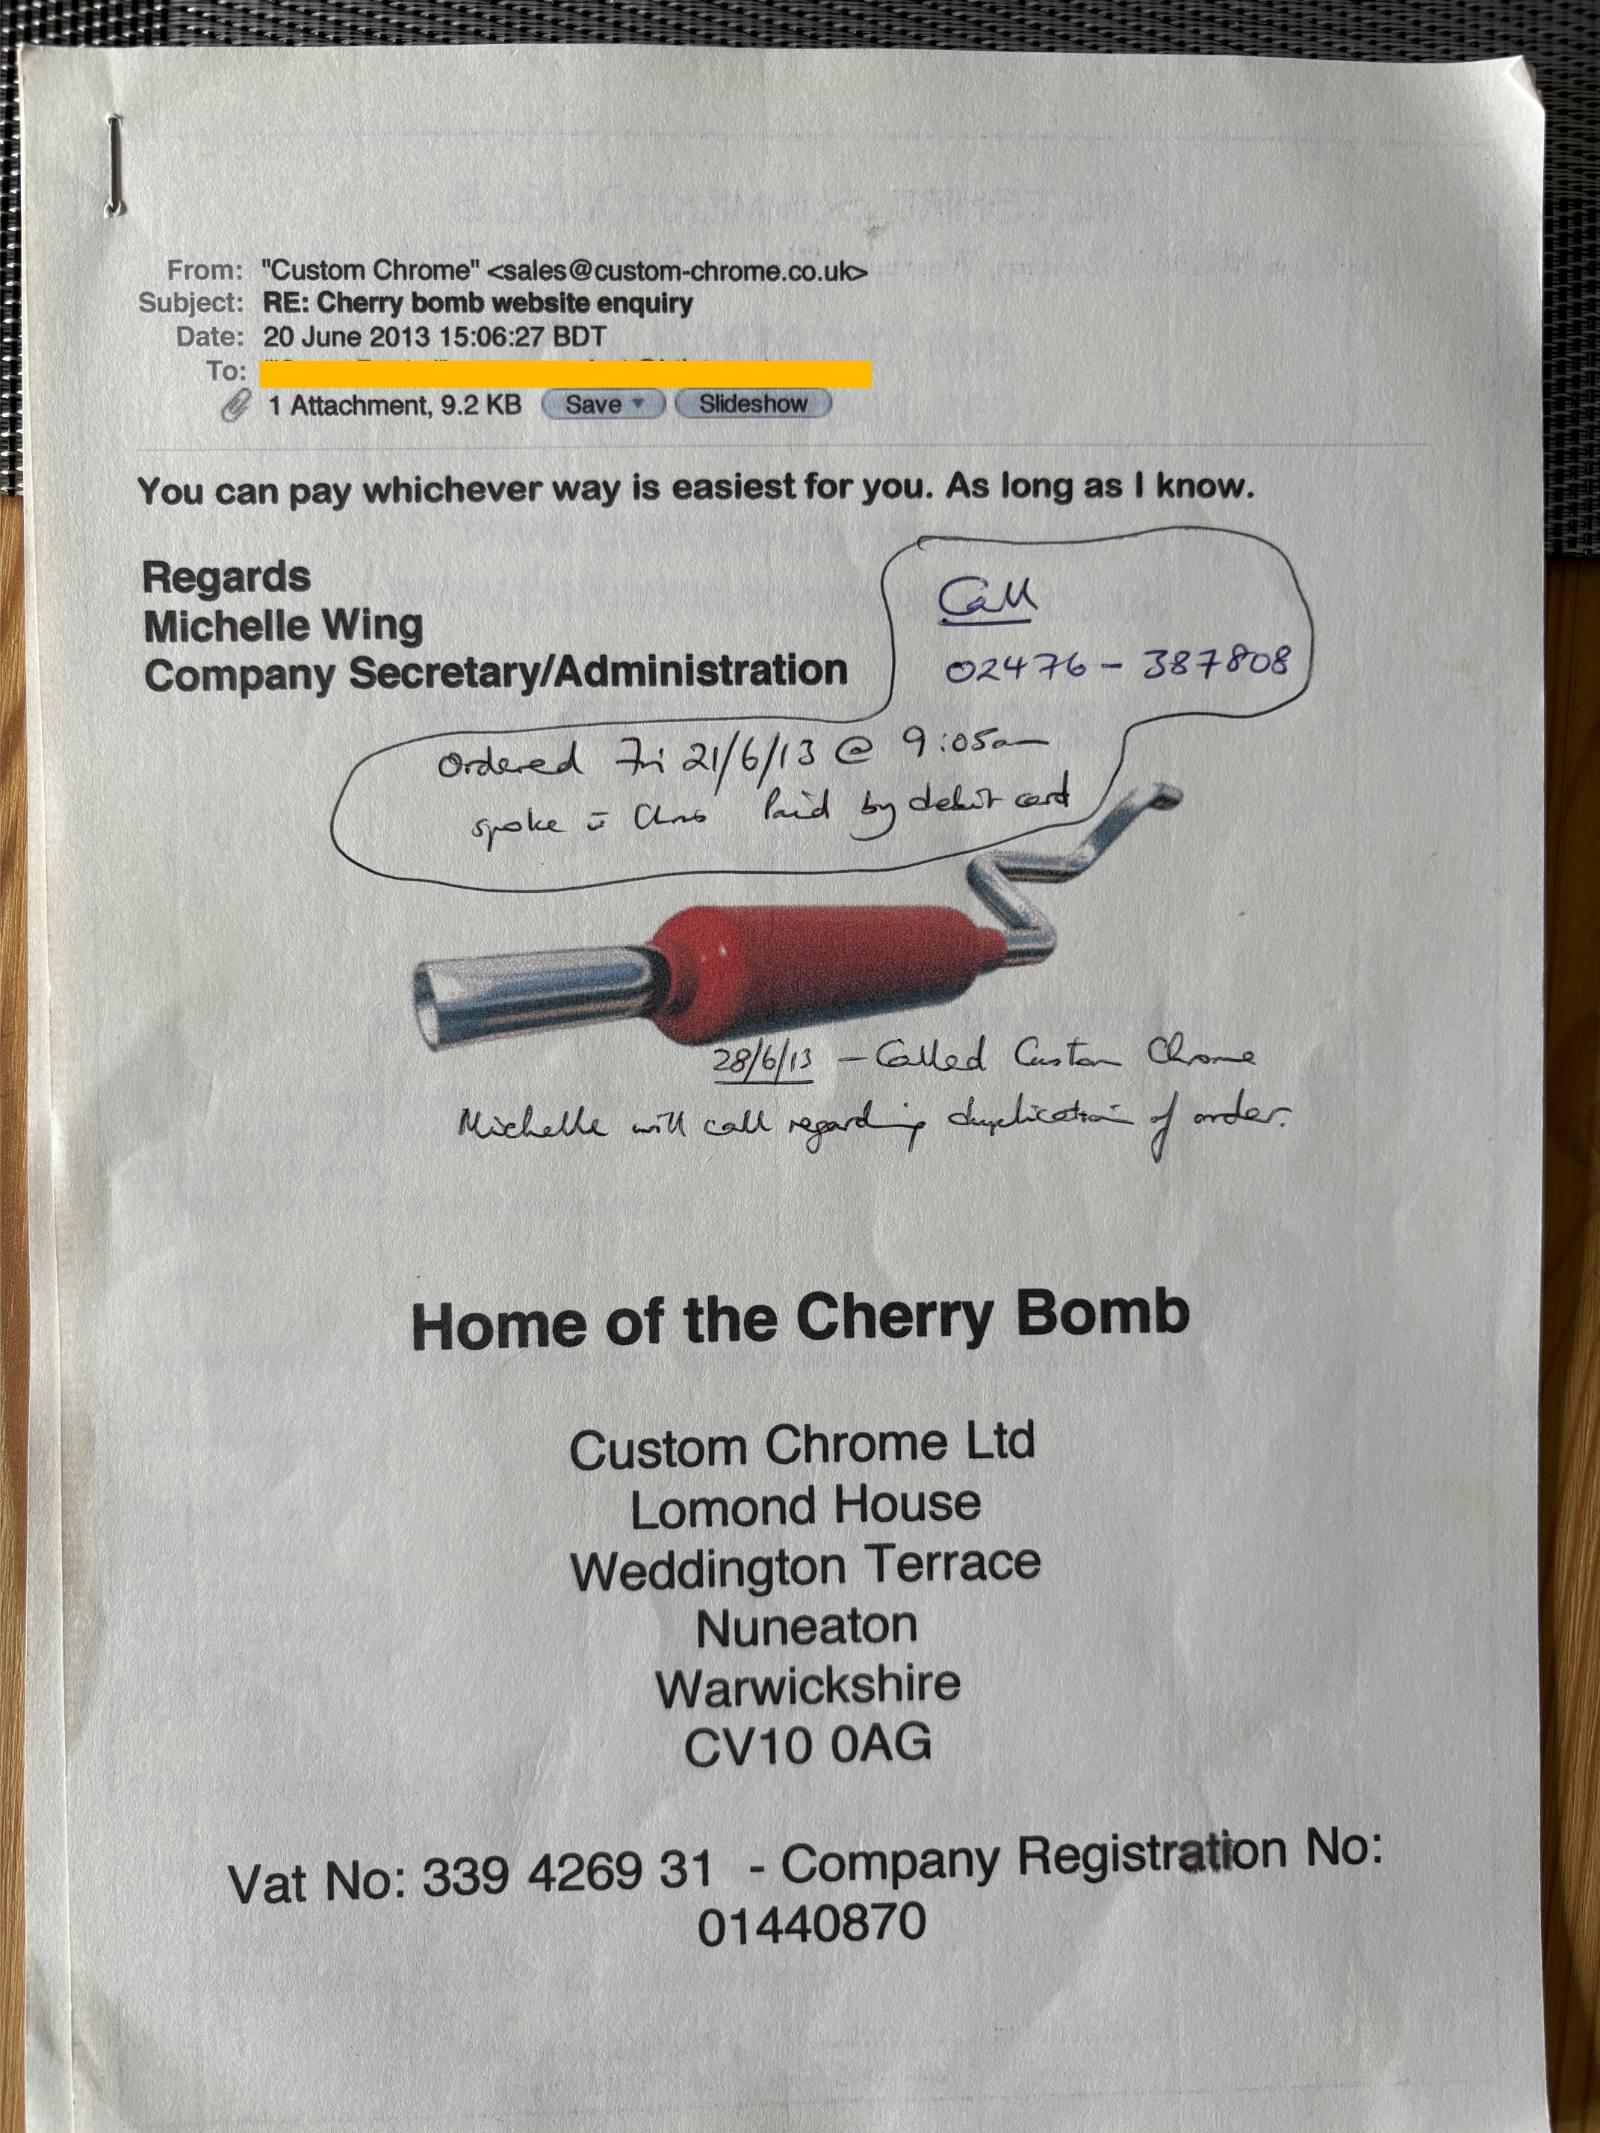 From: "Custom Chrome" <sales@custom-chrome.co.uk>
Subject: RE: Cherry bomb website enquiry
Date: 20 June 2013 15:06:27 BDT
To:
1 Attachment, 9.2 KB Save Slideshow
You can pay whichever way is easiest for you. As long as I know.
Regards
Michelle Wing
Company Secretary/Administration
Call
02476 - 387808
Ordered Fri 21/6/13 @ 9:05am
spoke Chris Paid by debit card
28/6/13 - Called Custom Chrome
Michelle will call regarding duplication of order.
Home of the Cherry Bomb
Custom Chrome Ltd
Lomond House
Weddington Terrace
Nuneaton
Warwickshire
CV10 0AG
Vat No: 339 4269 31 - Company Registration No:
01440870